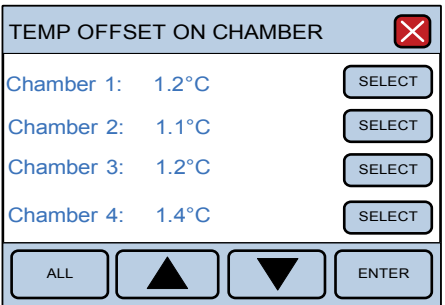 TEMP OFFSET ON CHAMBER
Chamber 1: 1.2°C SELECT
Chamber 2: 1.1°C SELECT
Chamber 3: 1.2°C SELECT
Chamber 4: 1.4°C SELECT
ALL ENTER